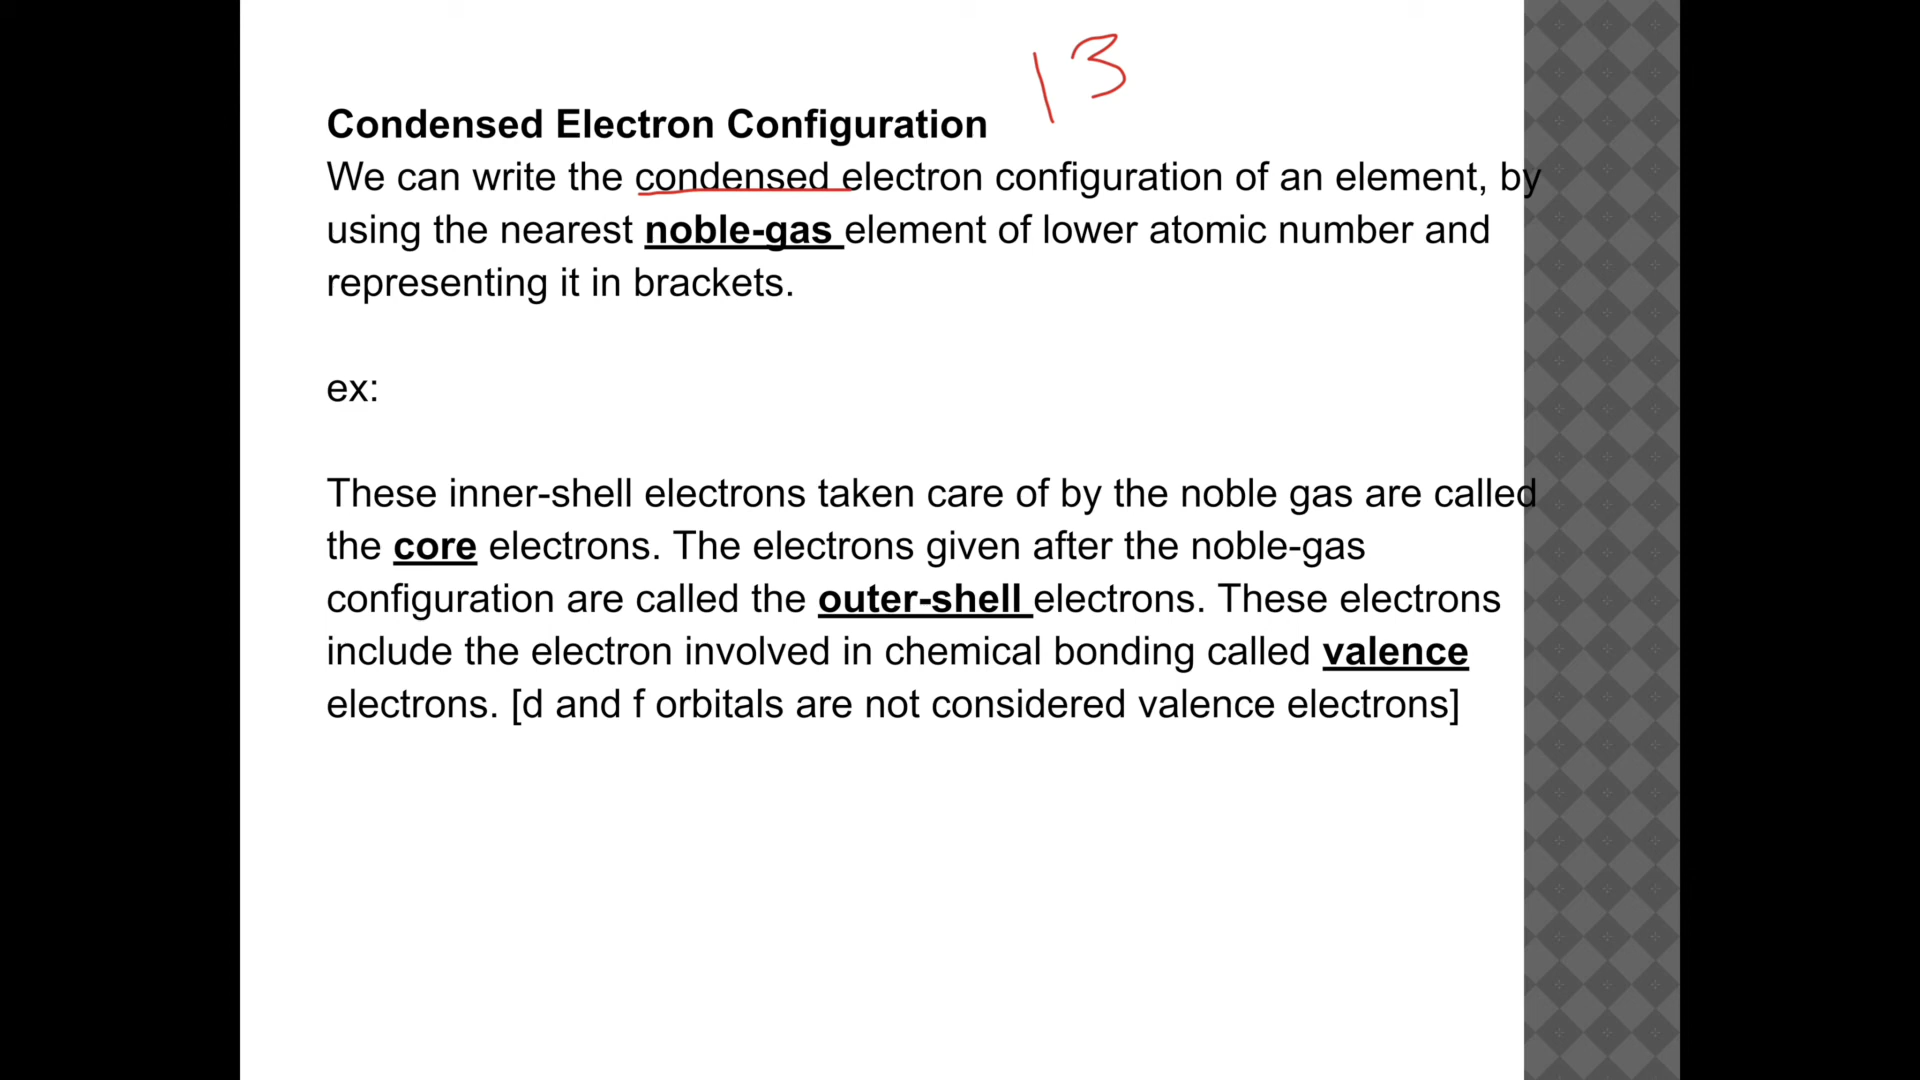 13
Condensed Electron Configuration
We can write the condensed electron configuration of an element, by
using the nearest noble-gas element of lower atomic number and
representing it in brackets.
ex:
These inner-shell electrons taken care of by the noble gas are called
the core electrons. The electrons given after the noble-gas
configuration are called the outer-shell electrons. These electrons
include the electron involved in chemical bonding called valence
electrons. [d and f orbitals are not considered valence electrons]